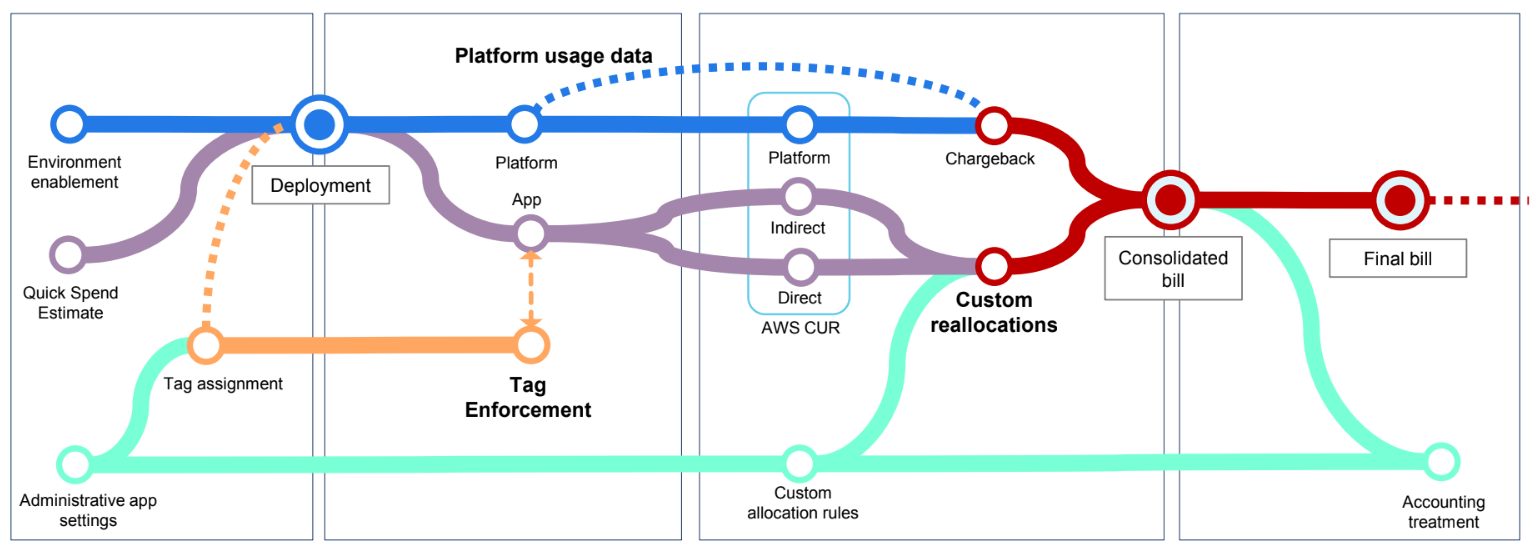 Platform usage data
Environment
enablement
Deployment
Platform
Platform
Chargeback
App
Indirect
Consolidated
bill
Final bill
Quick Spend
Estimate
Direct
AWS CUR
Custom
reallocations
Tag assignment
Tag
Enforcement
Administrative app
settings
Custom
allocation rules
Accounting
treatment